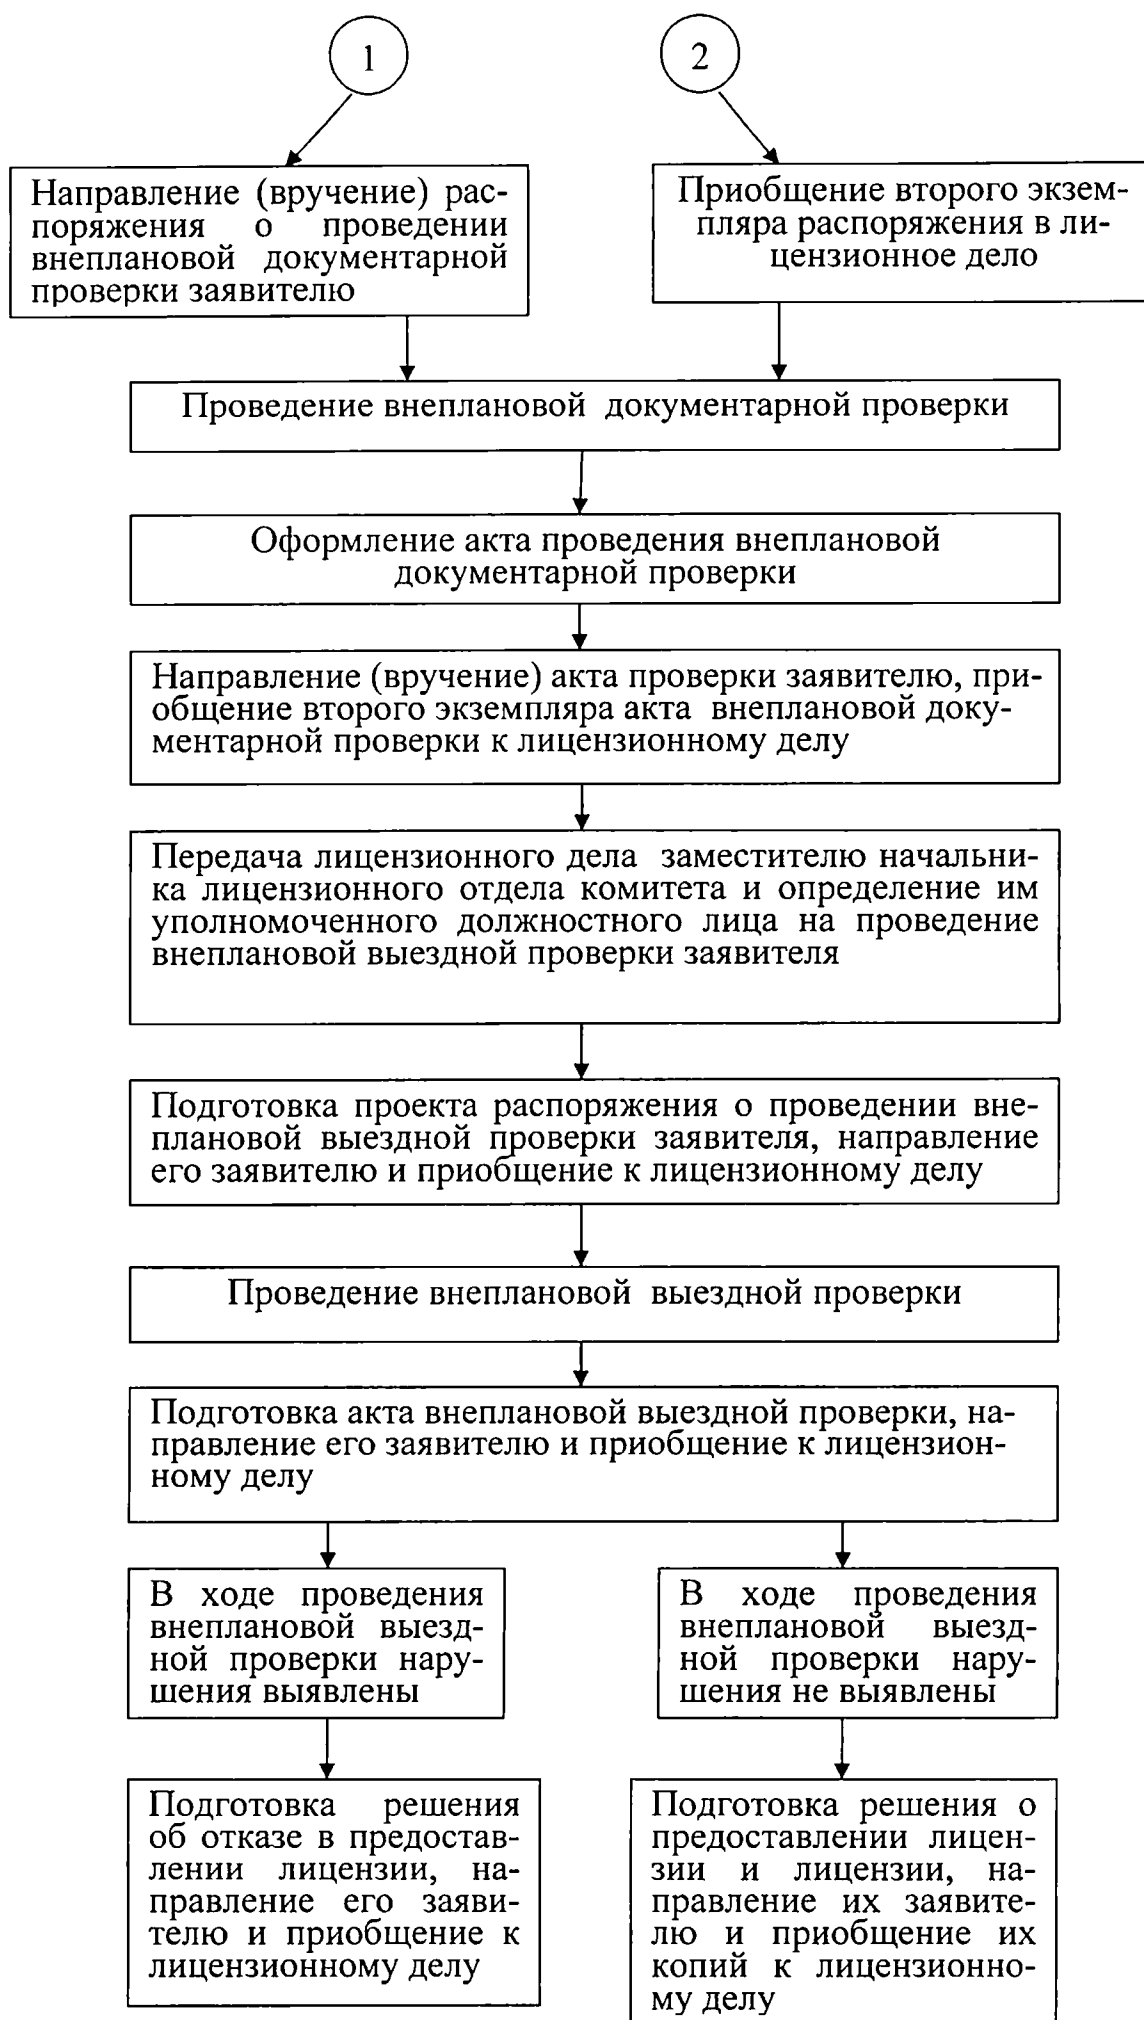 1
2
Направление (вручение) рас-
поряжения о проведении
внеплановой документарной
проверки заявителю
Приобщение второго экзем-
пляра распоряжения в ли-
цензионное дело
Проведение внеплановой документарной проверки
Оформление акта проведения внеплановой
документарной проверки
Направление (вручение) акта проверки заявителю, при-
общение второго экземпляра акта внеплановой доку-
ментарной проверки к лицензионному делу
Передача лицензионного дела заместителю начальни-
ка лицензионного отдела комитета и определение им
уполномоченного должностного лица на проведение
внеплановой выездной проверки заявителя
Подготовка проекта распоряжения о проведении вне-
плановой выездной проверки заявителя, направление
его заявителю и приобщение к лицензионному делу
Проведение внеплановой выездной проверки
Подготовка акта внеплановой выездной проверки, на-
правление его заявителю и приобщение к лицензион-
ному делу
В ходе проведения
внеплановой выезд-
ной проверки нару-
шения выявлены
В ходе проведения
внеплановой выезд-
ной проверки нару-
шения не выявлены
Подготовка решения
об отказе в предостав-
лении лицензии, на-
правление его заяви-
телю и приобщение к
лицензионному делу
Подготовка решения о
предоставлении лицен-
зии и лицензии, на-
правление их заявите-
лю и приобщение их
копий к лицензионно-
му делу